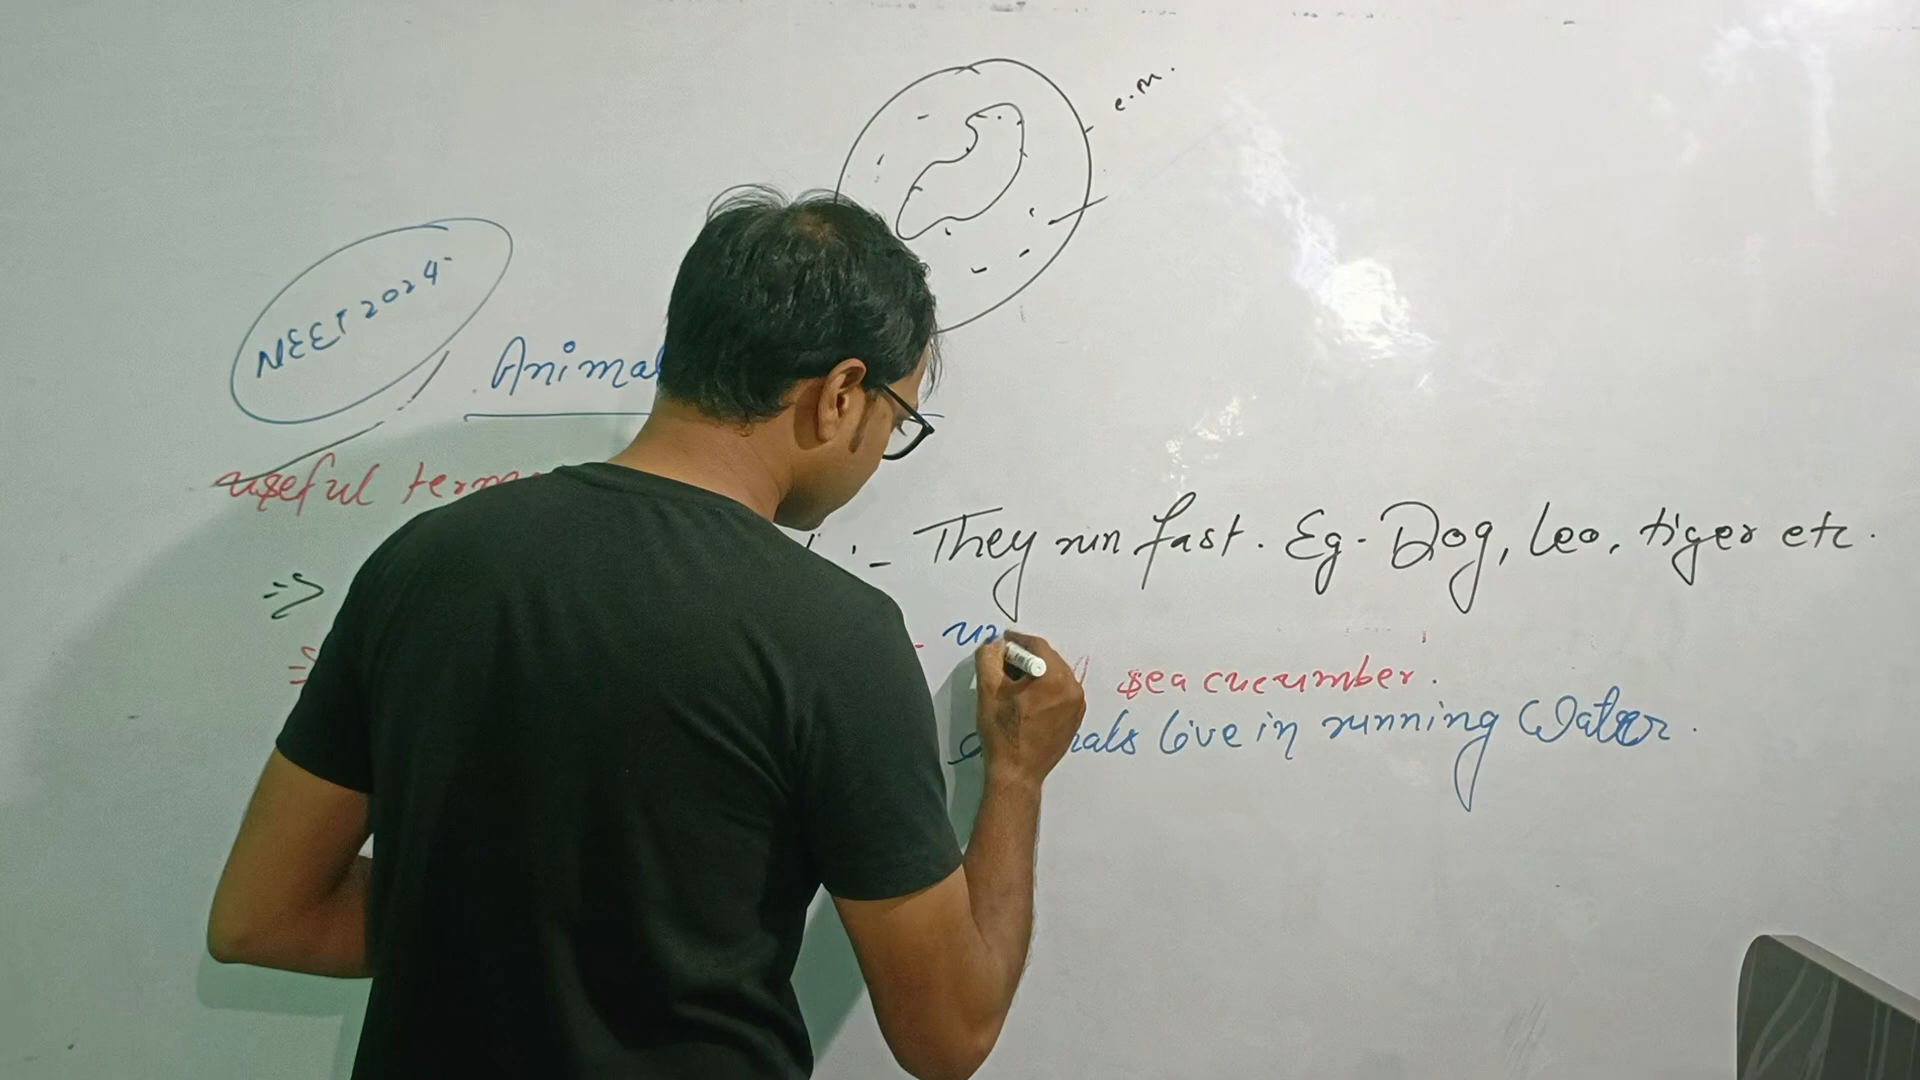 e.m.
NEET 2024
Animal
useful term
:- They run fast. Eg. Dog, Leo, tiger etc.
sea cucumber.
live in running Water.